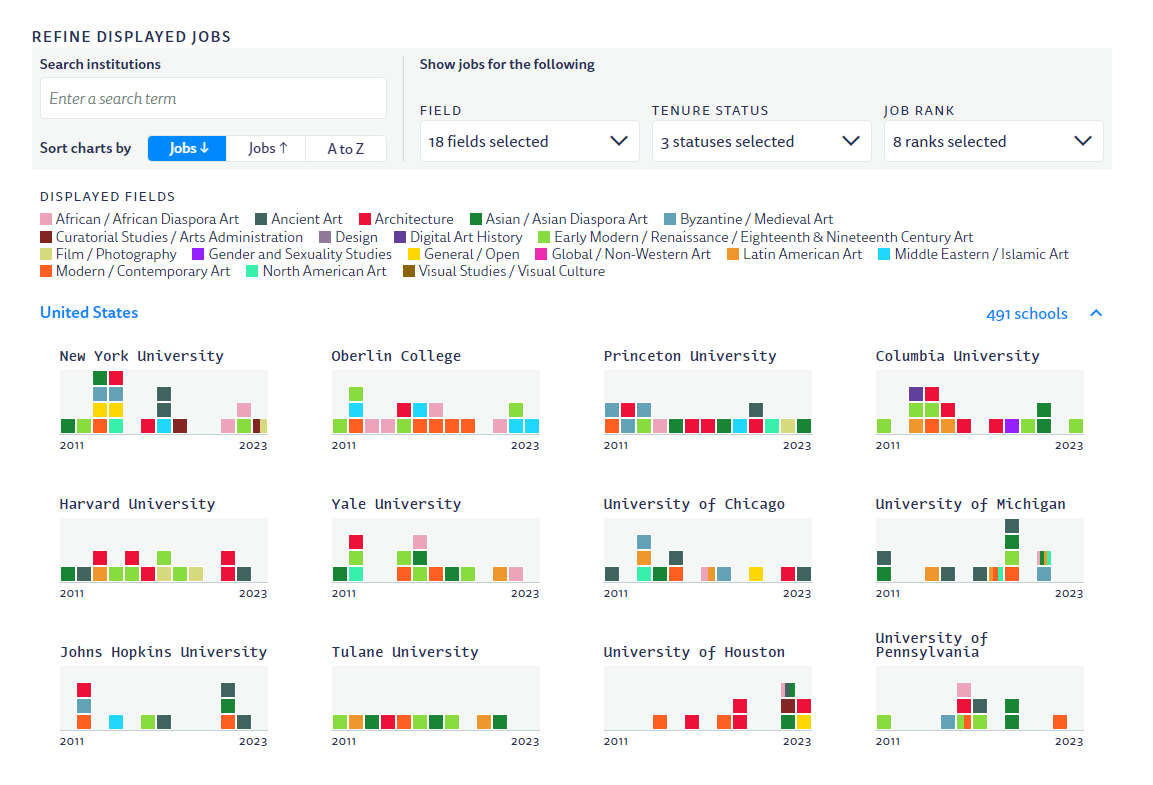 REFINE DISPLAYED JOBS
Search institutions
Show jobs for the following
Enter a search term
FIELD
TENURE STATUS
JOB RANK
18 fields selected
3 statuses selected
8 ranks selected
Sort charts by
Jobs ↓
Jobs ↑
A to Z
DISPLAYED FIELDS
African / African Diaspora Art Ancient Art Architecture Asian / Asian Diaspora Art Byzantine / Medieval Art
Curatorial Studies / Arts Administration Design Digital Art History Early Modern / Renaissance / Eighteenth & Nineteenth Century Art
Film / Photography Gender and Sexuality Studies General / Open Global / Non-Western Art Latin American Art Middle Eastern / Islamic Art
Modern / Contemporary Art North American Art Visual Studies / Visual Culture
United States
491 schools
New York University
2011 2023
Oberlin College
2011 2023
Princeton University
2011 2023
Columbia University
2011 2023
Harvard University
2011 2023
Yale University
2011 2023
University of Chicago
2011 2023
University of Michigan
2011 2023
Johns Hopkins University
2011 2023
Tulane University
2011 2023
University of Houston
2011 2023
University of
Pennsylvania
2011 2023